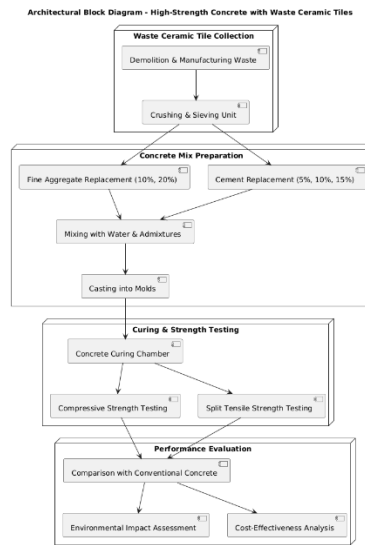 Architectural Block Diagram - High-Strength Concrete with Waste Ceramic Tiles
Waste Ceramic Tile Collection
Demolition & Manufacturing Waste
Crushing & Sieving Unit
Concrete Mix Preparation
Fine Aggregate Replacement (10%, 20%)
Cement Replacement (5%, 10%, 15%)
Mixing with Water & Admixtures
Casting into Molds
Curing & Strength Testing
Concrete Curing Chamber
Compressive Strength Testing
Split Tensile Strength Testing
Performance Evaluation
Comparison with Conventional Concrete
Environmental Impact Assessment
Cost-Effectiveness Analysis